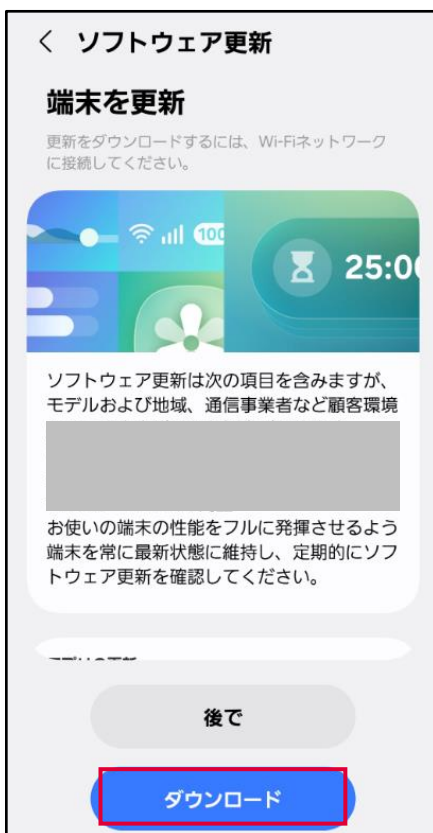 ソフトウェア更新
端末を更新
更新をダウンロードするには、Wi-Fiネットワーク
に接続してください。
100
25:0
ソフトウェア更新は次の項目を含みますが、
モデルおよび地域、通信事業者など顧客環境
お使いの端末の性能をフルに発揮させるよう
端末を常に最新状態に維持し、定期的にソフ
トウェア更新を確認してください。
後で
ダウンロード